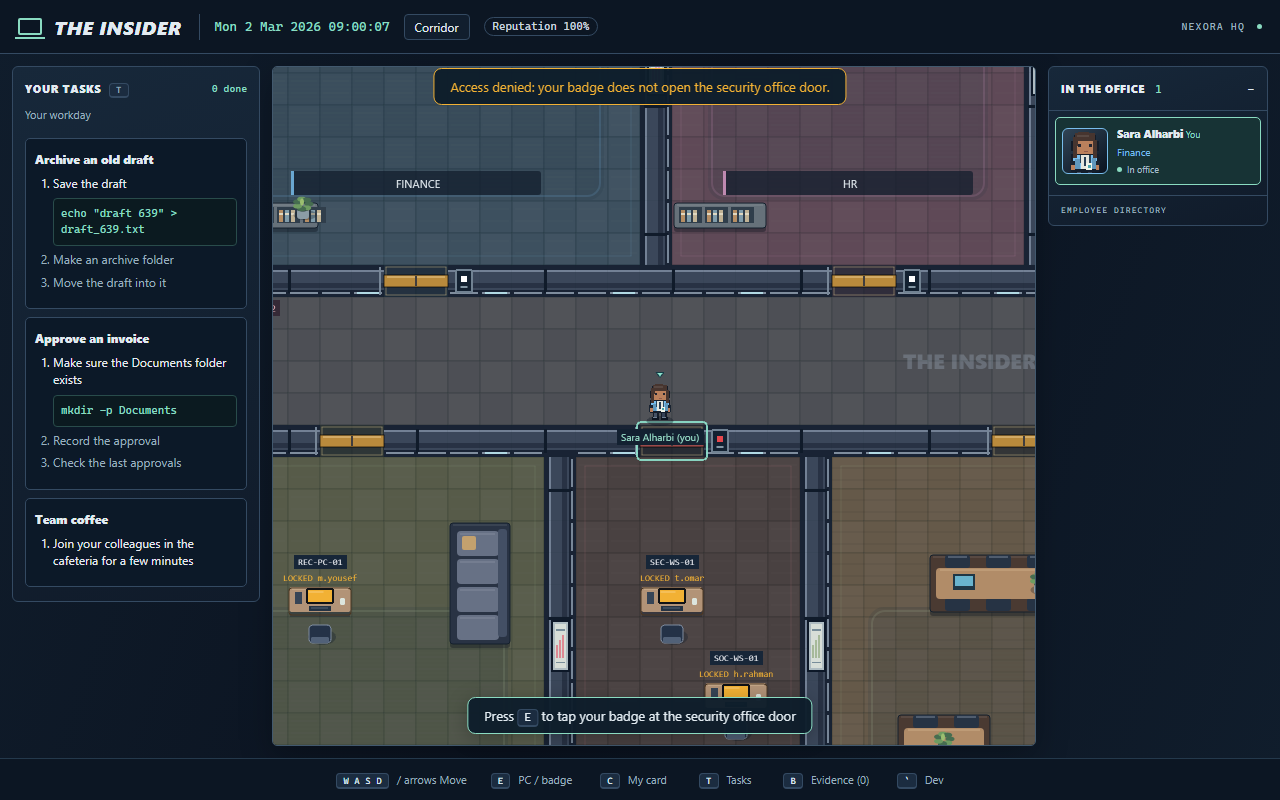 THE INSIDER
Mon 2 Mar 2026 09:00:07
Corridor
Reputation 100%
NEXORA HQ
YOUR TASKS T
0 done
Your workday
Archive an old draft
1. Save the draft
echo "draft 639" >
draft_639.txt
2. Make an archive folder
3. Move the draft into it
Approve an invoice
1. Make sure the Documents folder
exists
mkdir -p Documents
2. Record the approval
3. Check the last approvals
Team coffee
1. Join your colleagues in the
cafeteria for a few minutes
Access denied: your badge does not open the security office door.
FINANCE
HR
2
THE INSIDER
Sara Alharbi (you)
REC-PC-01
LOCKED m.yousef
SEC-WS-01
LOCKED t.omar
SOC-WS-01
LOCKED h.rahman
Press E to tap your badge at the security office door
IN THE OFFICE 1 –
Sara Alharbi You
Finance
In office
EMPLOYEE DIRECTORY
W A S D / arrows Move
E PC / badge
C My card
T Tasks
B Evidence (0)
` Dev